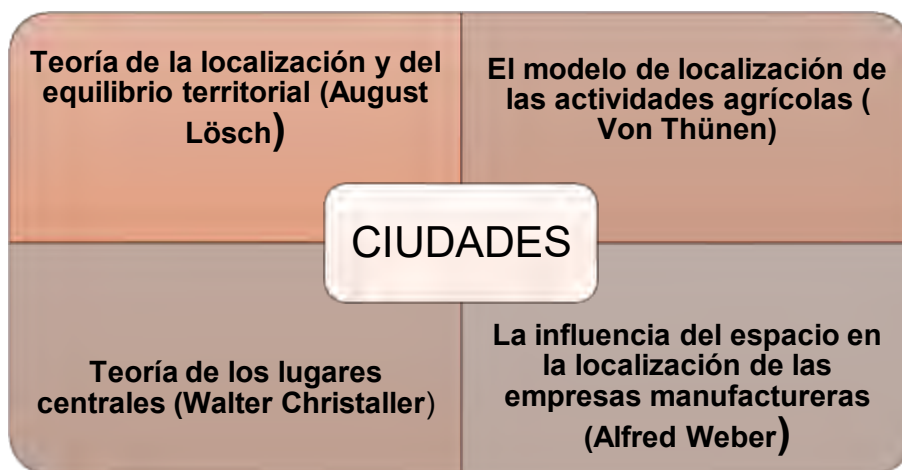 Teoría de la localización y del
equilibrio territorial (August
Lösch)
El modelo de localización de
las actividades agrícolas (
Von Thünen)
CIUDADES
Teoría de los lugares
centrales (Walter Christaller)
La influencia del espacio en
la localización de las
empresas manufactureras
(Alfred Weber)